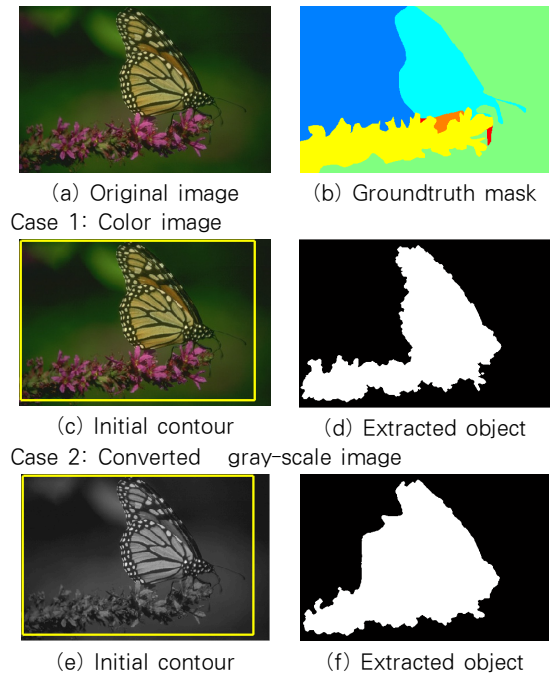 (a) Original image
(b) Groundtruth mask
Case 1: Color image
(c) Initial contour
(d) Extracted object
Case 2: Converted gray-scale image
(e) Initial contour
(f) Extracted object